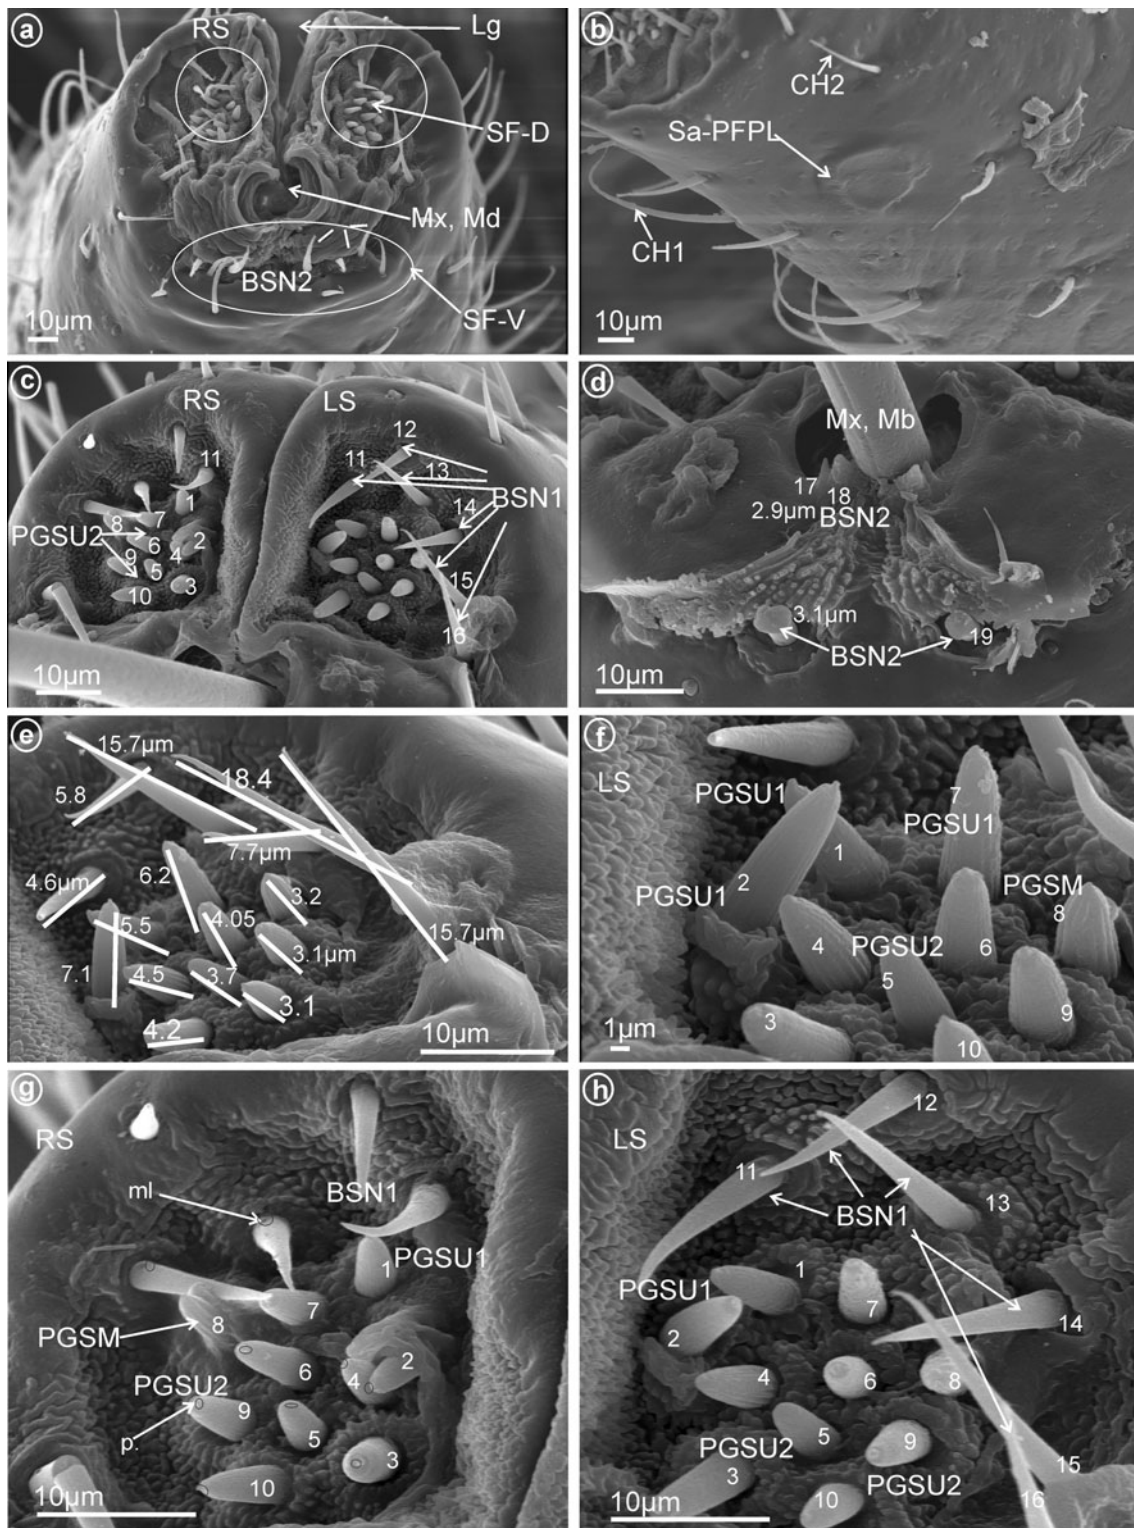 a
RS
Lg
SF-D
Mx, Md
BSN2
SF-V
10µm
b
CH2
Sa-PFPL
CH1
10µm
c
RS
LS
12
11
13
11
1
BSN1
14
8
7
PGSU2
6
4
2
9
5
3
10
15
16
10µm
d
Mx, Mb
17
18
2.9µm
BSN2
3.1µm
19
BSN2
10µm
e
15.7µm
18.4
5.8
7.7µm
4.6µm
6.2
3.2
4.05
5.5
3.1µm
15.7µm
7.1
4.5
3.7
3.1
4.2
10µm
f
LS
PGSU1
7
PGSU1
1
PGSU1
2
PGSM
8
4
PGSU2
6
5
3
9
10
1µm
g
RS
ml
BSN1
PGSU1
1
7
PGSM
8
6
2
4
PGSU2
9
5
p.
3
10
10µm
h
LS
12
11
BSN1
13
PGSU1
1
7
2
14
4
6
8
5
9
PGSU2
3
PGSU2
15
10
16
10µm